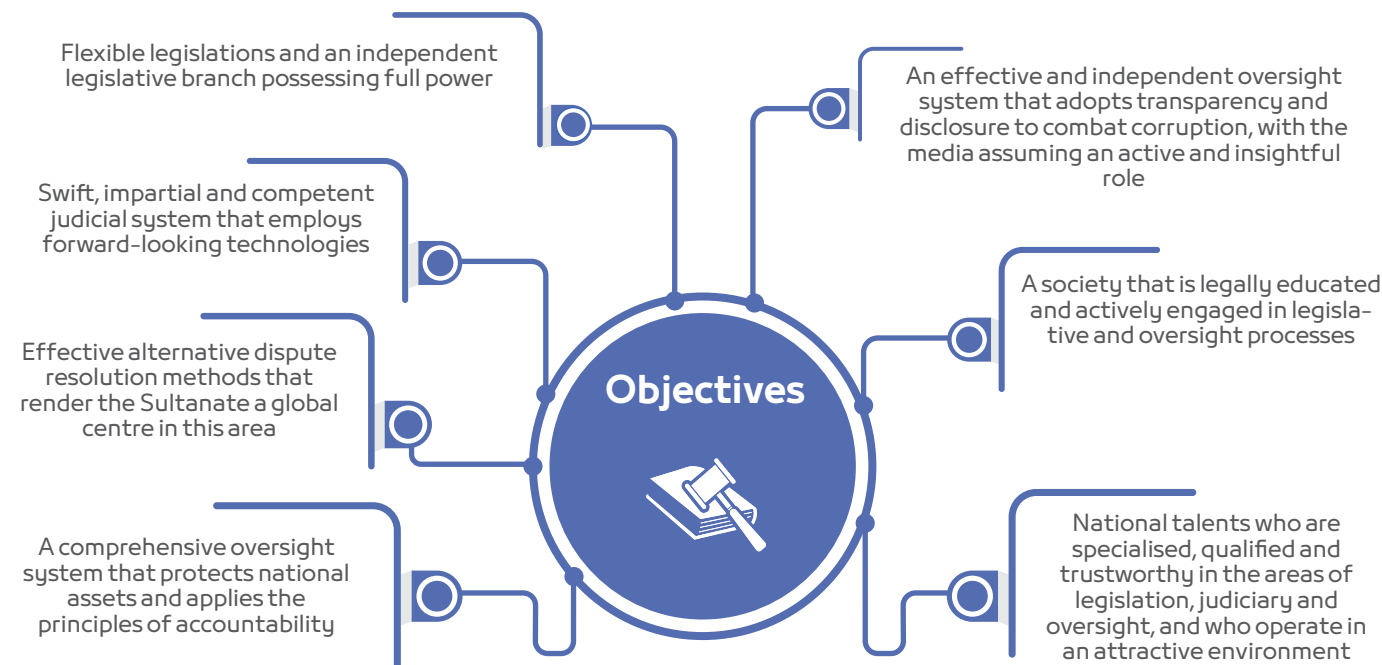 Flexible legislations and an independent
legislative branch possessing full power
Swift, impartial and competent
judicial system that employs
forward-looking technologies
Effective alternative dispute
resolution methods that
render the Sultanate a global
centre in this area
A comprehensive oversight
system that protects national
assets and applies the
principles of accountability
Objectives
An effective and independent oversight
system that adopts transparency and
disclosure to combat corruption, with the
media assuming an active and insightful
role
A society that is legally educated
and actively engaged in legisla-
tive and oversight processes
National talents who are
specialised, qualified and
trustworthy in the areas of
legislation, judiciary and
oversight, and who operate in
an attractive environment